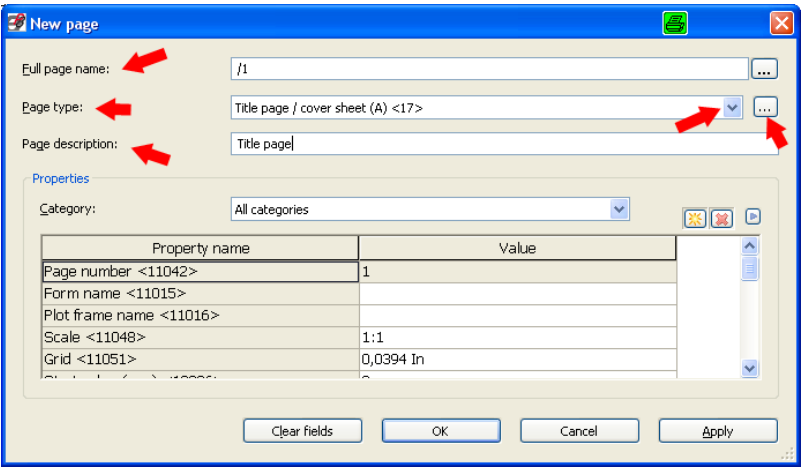 New page
Full page name: /1 ...
Page type: Title page / cover sheet (A) <17> ...
Page description: Title page
Properties
Category: All categories
Property name Value
Page number <11042> 1
Form name <11015>
Plot frame name <11016>
Scale <11048> 1:1
Grid <11051> 0,0394 In
Clear fields OK Cancel Apply